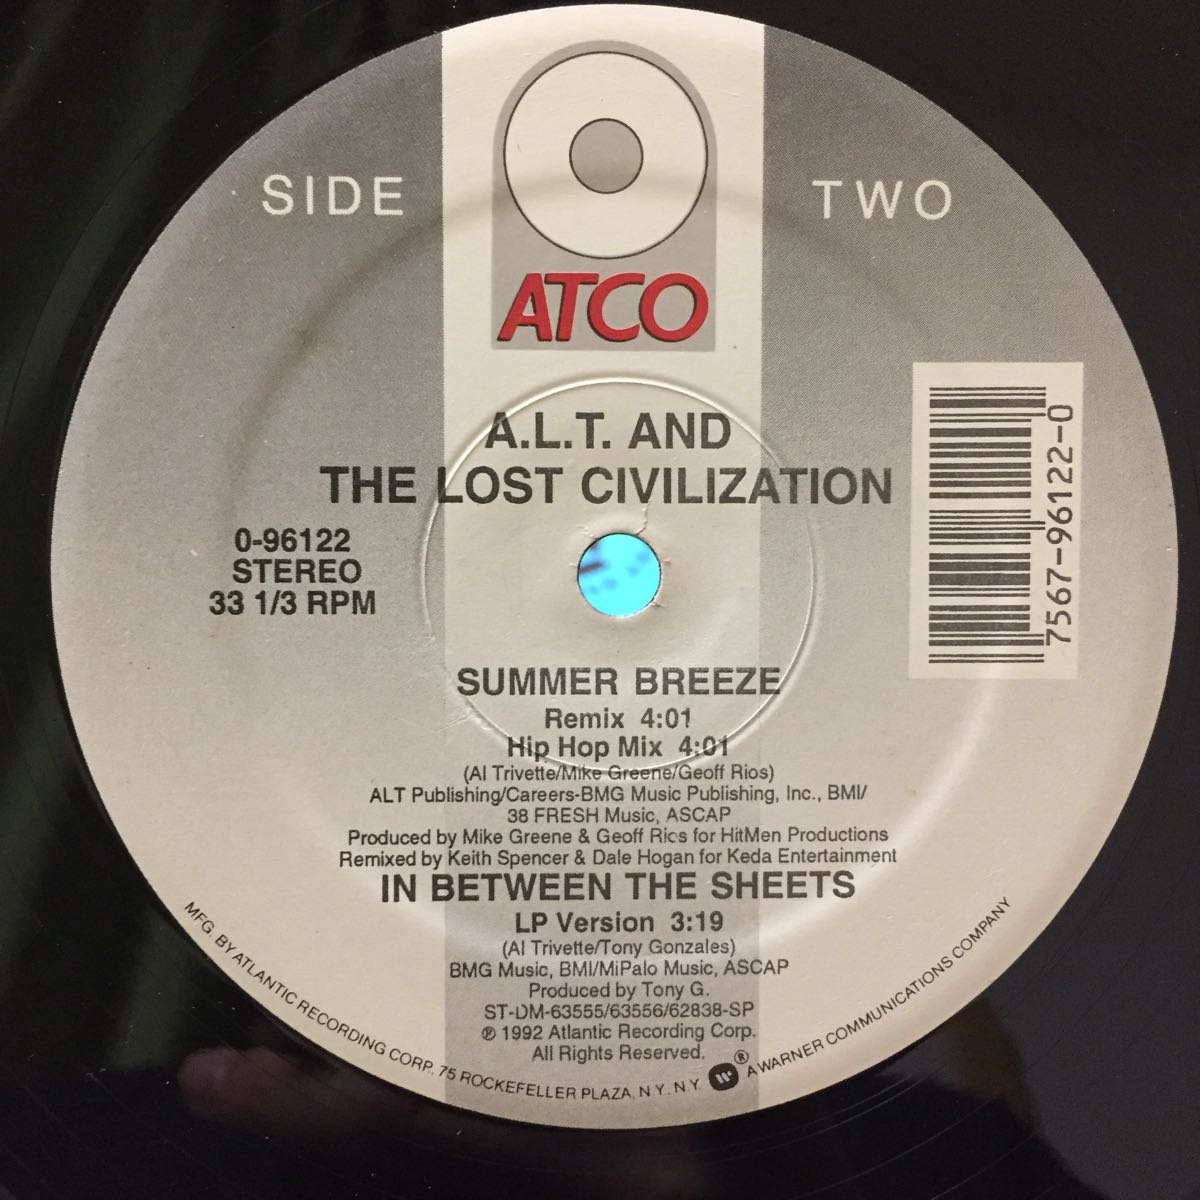 SIDE TWO
ATCO
A.L.T. AND
THE LOST CIVILIZATION
0-96122
STEREO
33 1/3 RPM
7567-96122-0
SUMMER BREEZE
Remix 4:01
Hip Hop Mix 4:01
(Al Trivette/Mike Greene/Geoff Rios)
ALT Publishing/Careers-BMG Music Publishing, Inc., BMI/
38 FRESH Music, ASCAP
Produced by Mike Greene & Geoff Rios for HitMen Productions
Remixed by Keith Spencer & Dale Hogan for Keda Entertainment
IN BETWEEN THE SHEETS
LP Version 3:19
(Al Trivette/Tony Gonzales)
BMG Music, BMI/MiPalo Music, ASCAP
Produced by Tony G.
ST-DM-63555/63556/62838-SP
℗ 1992 Atlantic Recording Corp.
All Rights Reserved.
MFG. BY ATLANTIC RECORDING CORP., 75 ROCKEFELLER PLAZA, N.Y., N.Y. ® A WARNER COMMUNICATIONS COMPANY